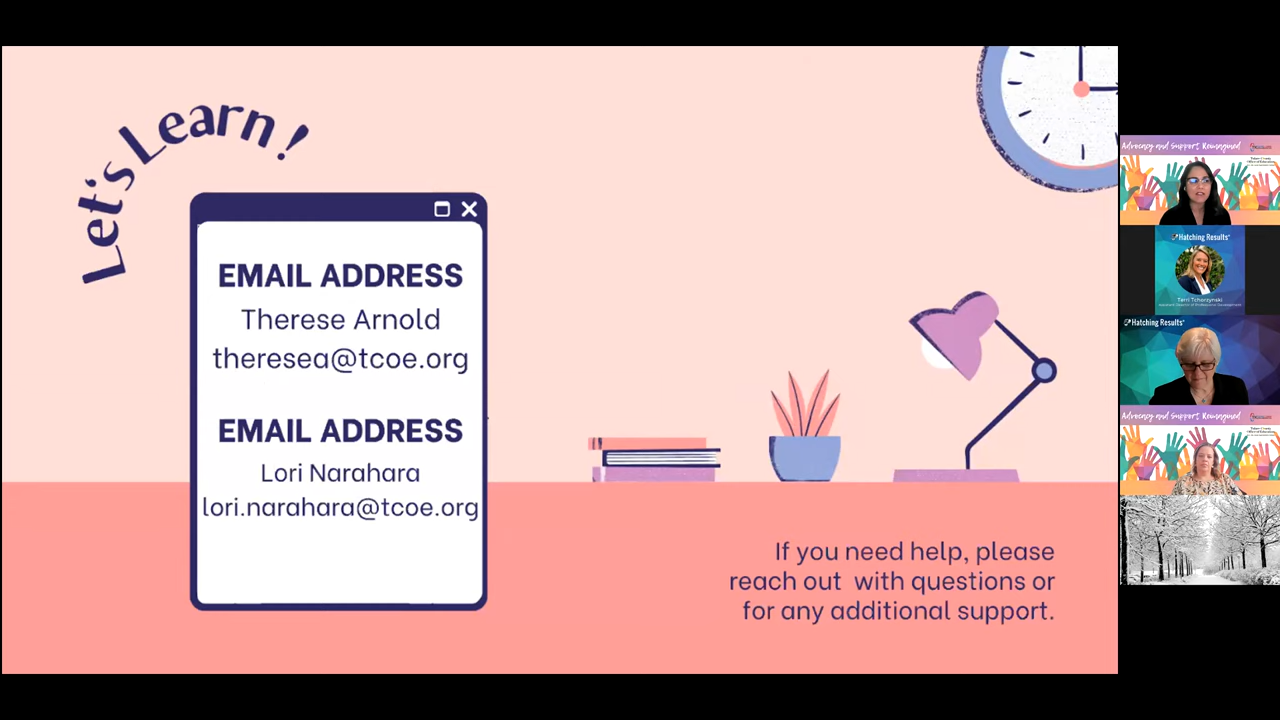 Let's Learn!
EMAIL ADDRESS
Therese Arnold
theresea@tcoe.org
EMAIL ADDRESS
Lori Narahara
lori.narahara@tcoe.org
If you need help, please
reach out with questions or
for any additional support.
Advocacy and Support Reimagined
Hatching Results
Terri Tchorzynski
Hatching Results
Advocacy and Support Reimagined